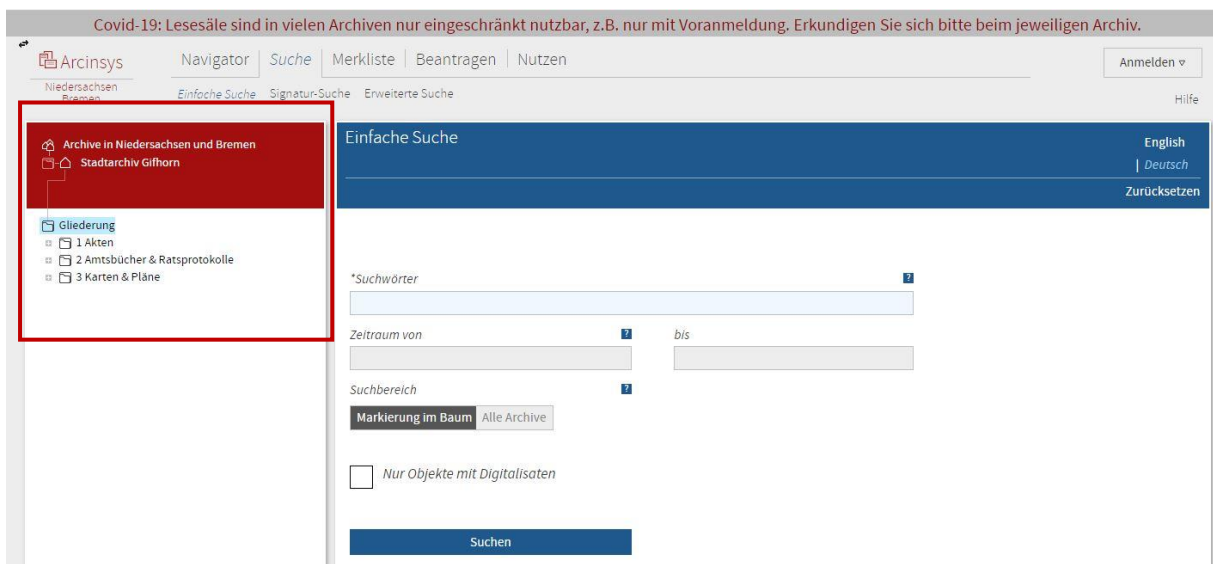 Covid-19: Lesesäle sind in vielen Archiven nur eingeschränkt nutzbar, z.B. nur mit Voranmeldung. Erkundigen Sie sich bitte beim jeweiligen Archiv.
Arcinsys
Niedersachsen
Bremen
Navigator Suche Merkliste Beantragen Nutzen
Anmelden
Einfache Suche Signatur-Suche Erweiterte Suche
Hilfe
Archive in Niedersachsen und Bremen
Stadtarchiv Gifhorn
Gliederung
1 Akten
2 Amtsbücher & Ratsprotokolle
3 Karten & Pläne
Einfache Suche
English
| Deutsch
Zurücksetzen
*Suchwörter ?
Zeitraum von ? bis
Suchbereich ?
Markierung im Baum Alle Archive
Nur Objekte mit Digitalisaten
Suchen